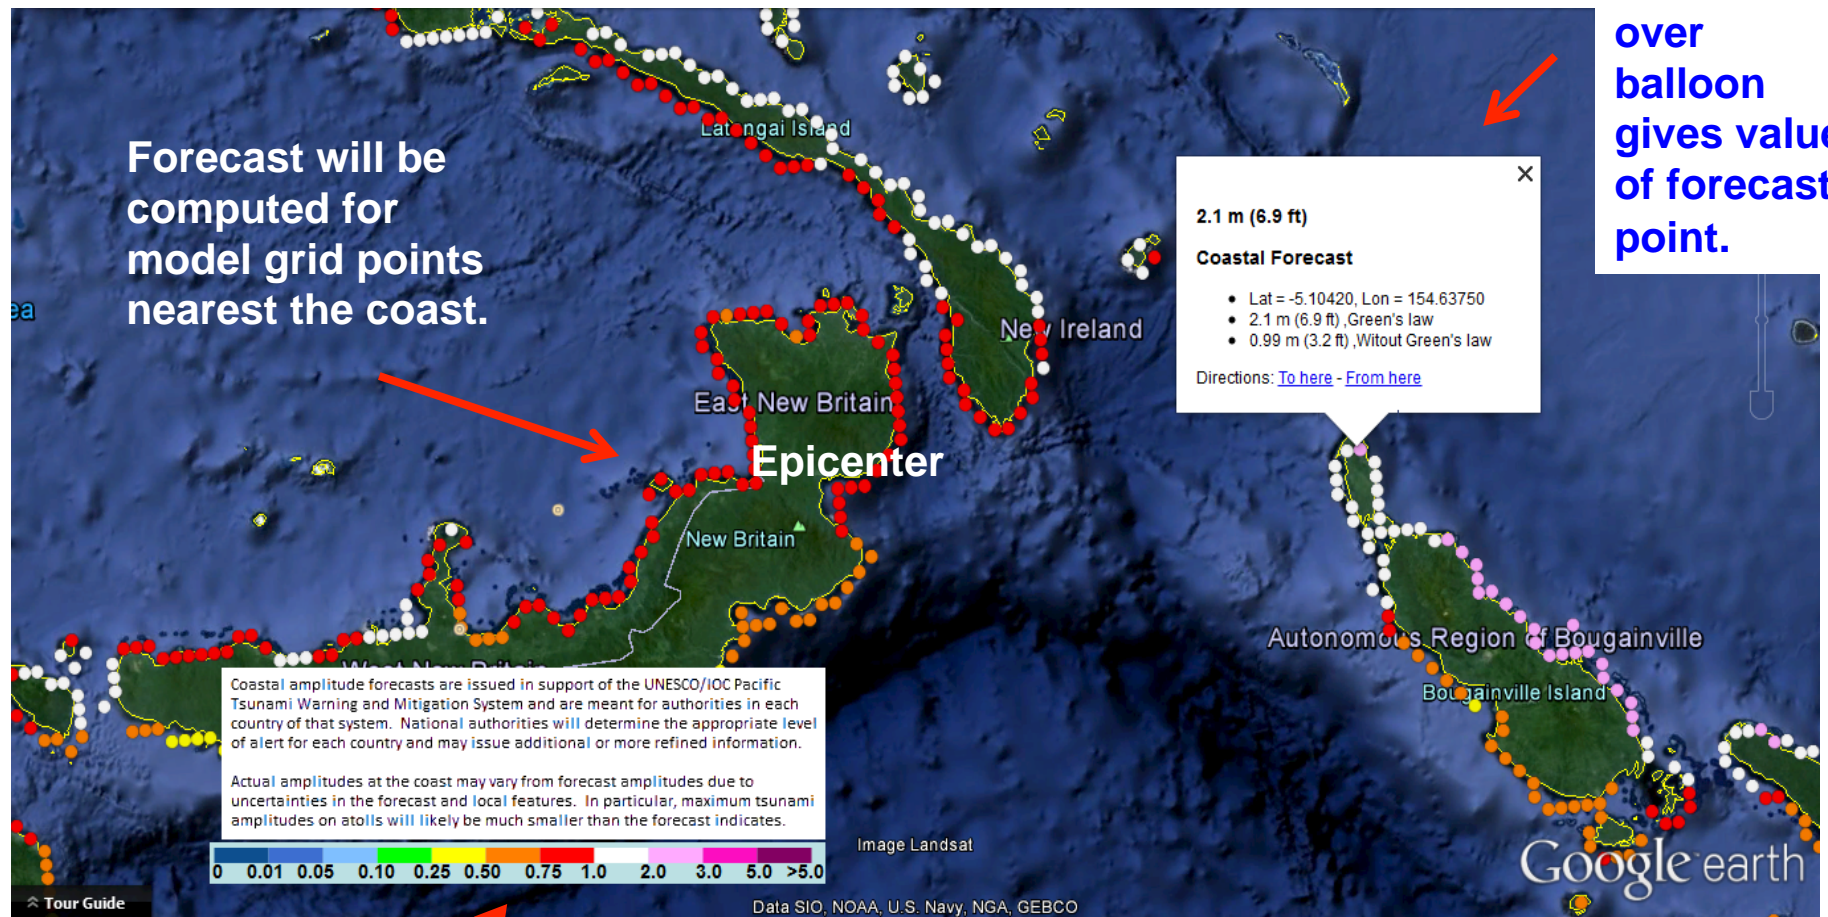 over
balloon
gives value
of forecast
point.
Forecast will be
computed for
model grid points
nearest the coast.
Latangai Island
2.1 m (6.9 ft)
Coastal Forecast
Lat = -5.10420, Lon = 154.63750
2.1 m (6.9 ft) ,Green's law
0.99 m (3.2 ft) ,Witout Green's law
Directions: To here - From here
New Ireland
East New Britain
Epicenter
New Britain
Autonomous Region of Bougainville
Bougainville Island
West New Britain
Coastal amplitude forecasts are issued in support of the UNESCO/IOC Pacific
Tsunami Warning and Mitigation System and are meant for authorities in each
country of that system. National authorities will determine the appropriate level
of alert for each country and may issue additional or more refined information.
Actual amplitudes at the coast may vary from forecast amplitudes due to
uncertainties in the forecast and local features. In particular, maximum tsunami
amplitudes on atolls will likely be much smaller than the forecast indicates.
0 0.01 0.05 0.10 0.25 0.50 0.75 1.0 2.0 3.0 5.0 >5.0
Image Landsat
Google earth
Tour Guide
Data SIO, NOAA, U.S. Navy, NGA, GEBCO